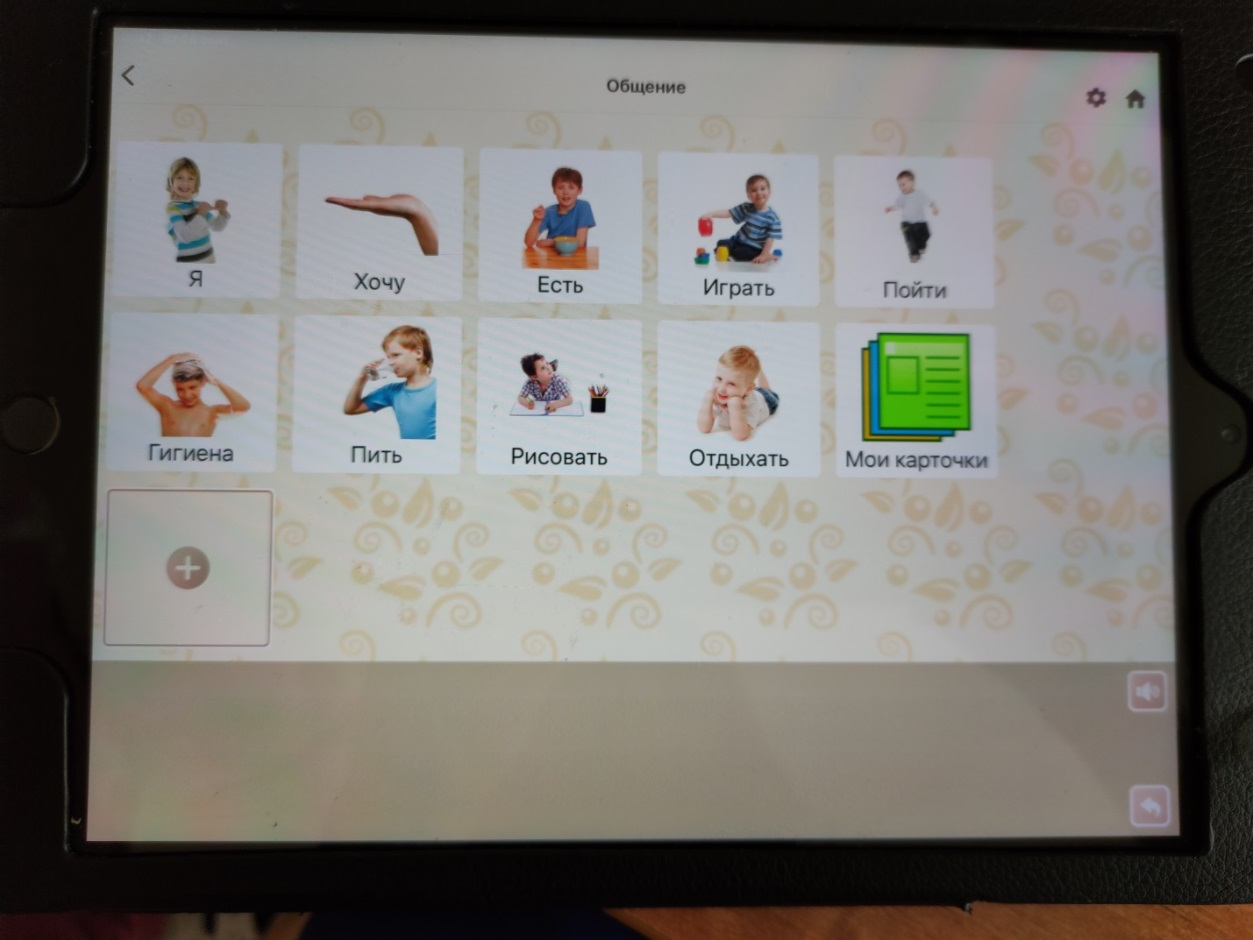 Общение
Я
Хочу
Есть
Играть
Пойти
Гигиена
Пить
Рисовать
Отдыхать
Мои карточки